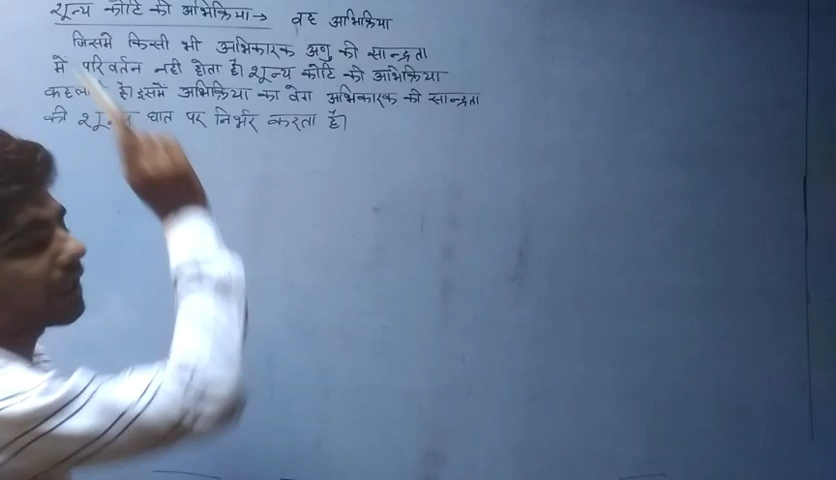 शून्य कोटि की अभिक्रिया→ वह अभिक्रिया
जिसमे किसी भी अभिकारक अणु की सान्द्रता
मे परिवर्तन नही होता है। शून्य कोटि की अभिक्रिया
है। इसमे अभिक्रिया का वेग अभिकारक की सान्द्रता
की शून्य घात पर निर्भर करता है।